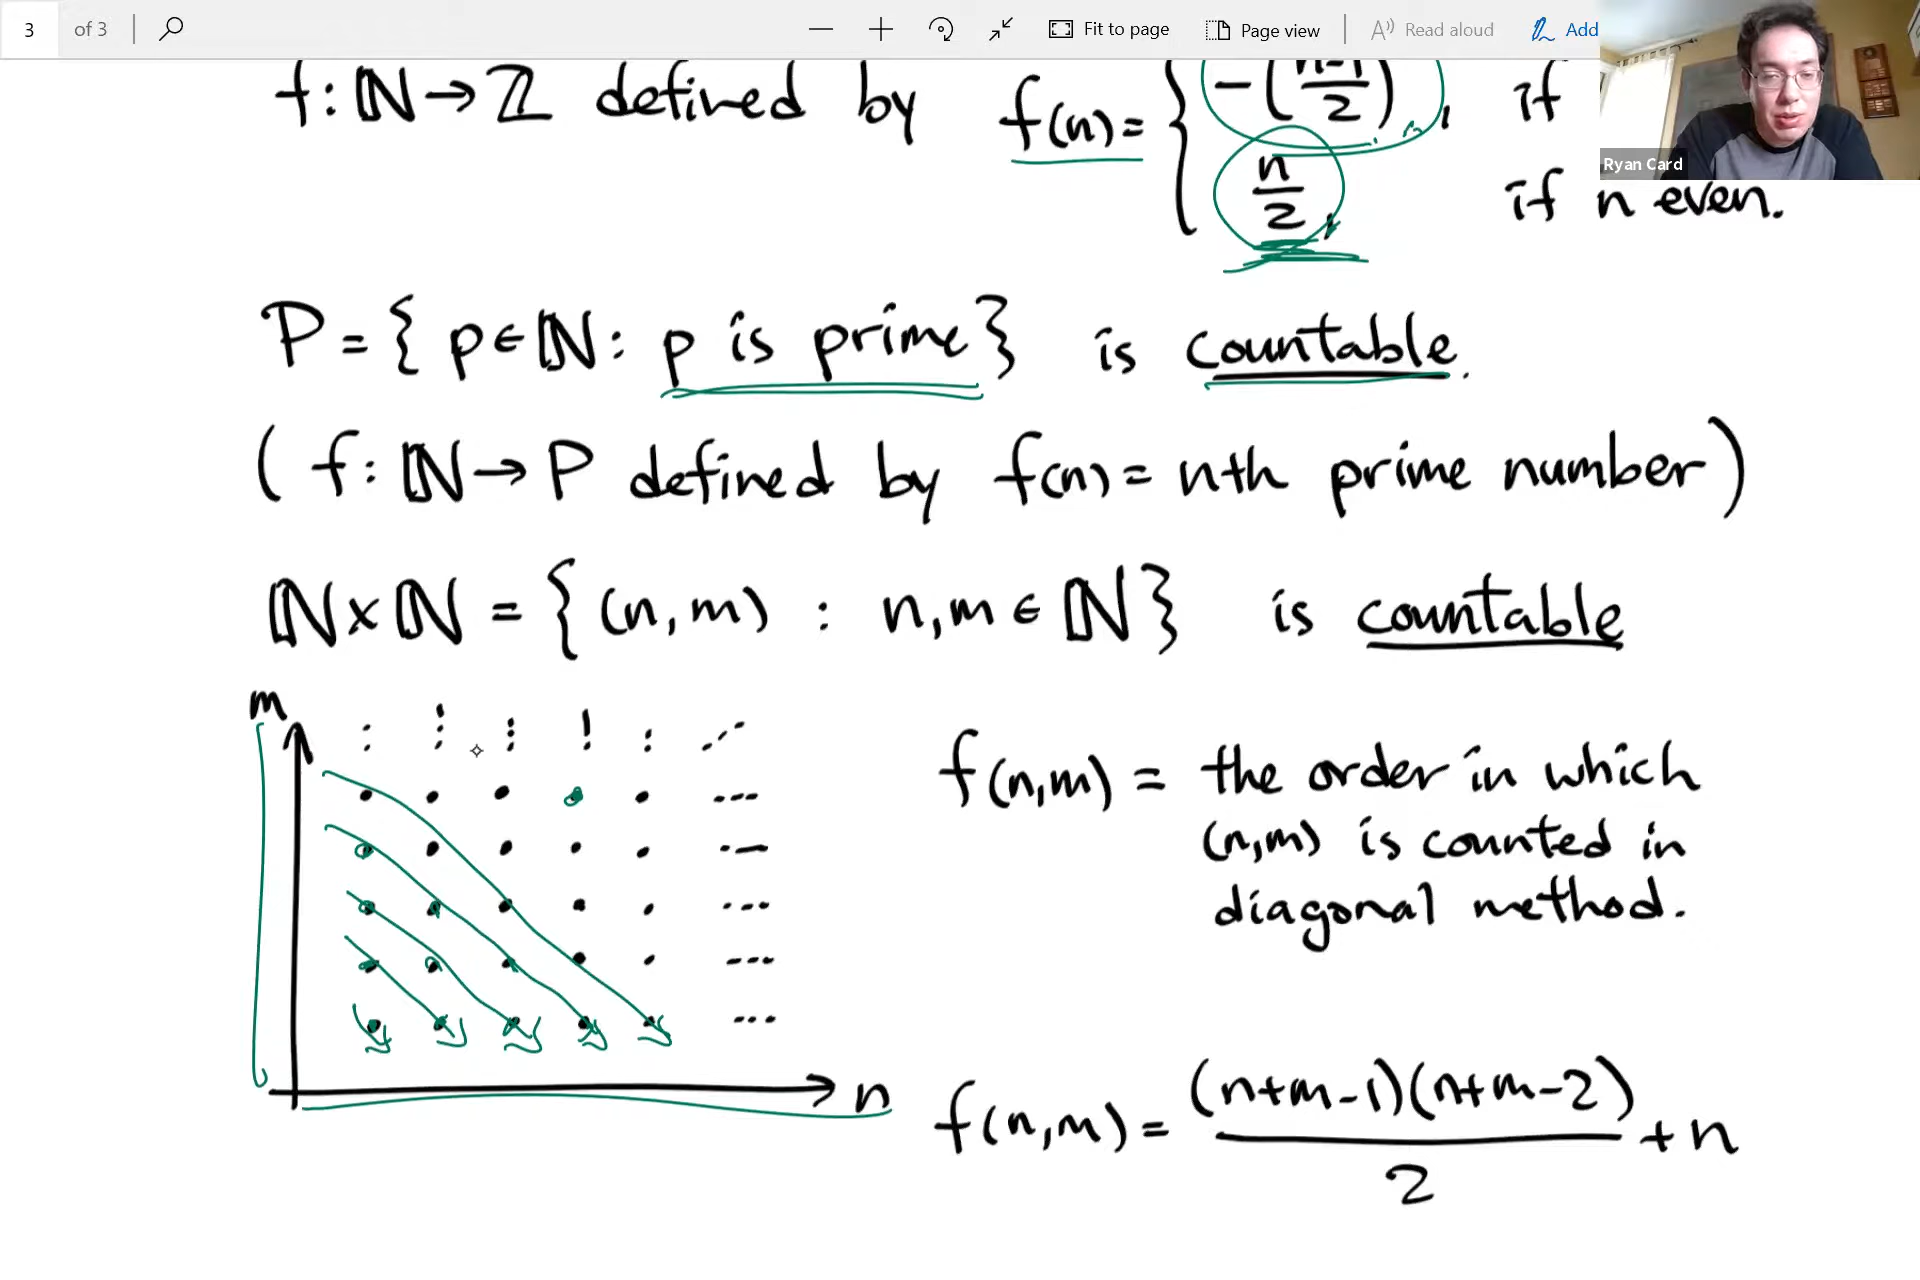 3 of 3 Fit to page Page view Read aloud Add
f: ℕ→ℤ defined by f(n)= { -(n-1/2), if
n/2, if n even.
Ryan Card
P = { p∈ℕ: p is prime } is countable.
( f: ℕ→P defined by f(n) = nth prime number )
ℕ×ℕ = { (n,m) : n,m ∈ ℕ } is countable
m
f(n,m) = the order in which
(n,m) is counted in
diagonal method.
n
f(n,m) = (n+m-1)(n+m-2)/2 + n